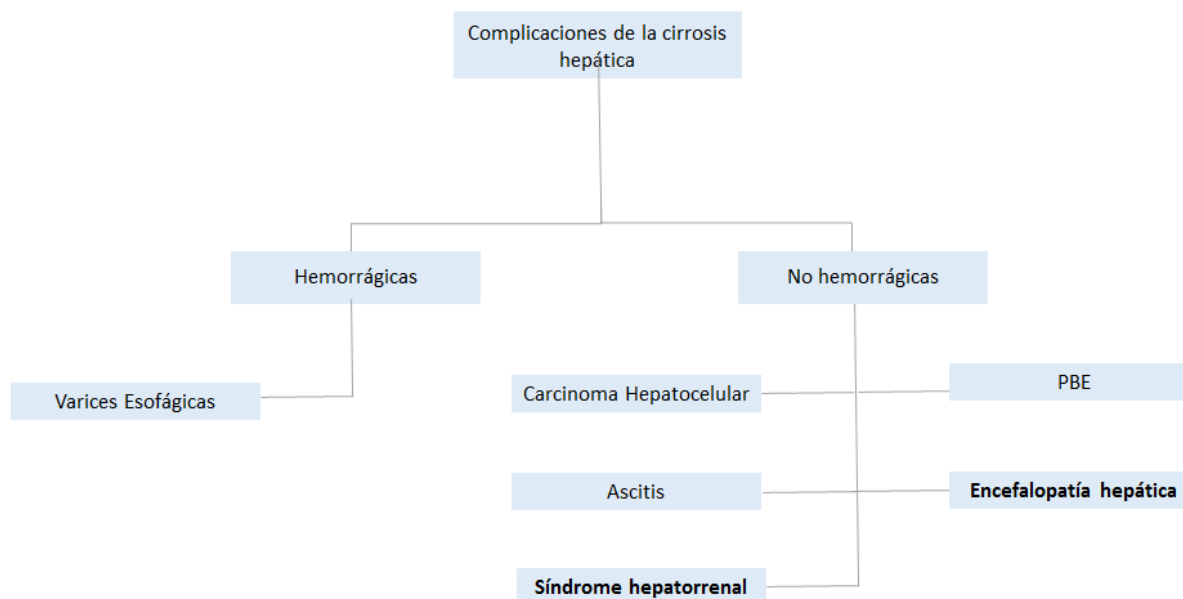 Complicaciones de la cirrosis
hepática
Hemorrágicas
No hemorrágicas
Varices Esofágicas
Carcinoma Hepatocelular
PBE
Ascitis
Encefalopatía hepática
Síndrome hepatorrenal